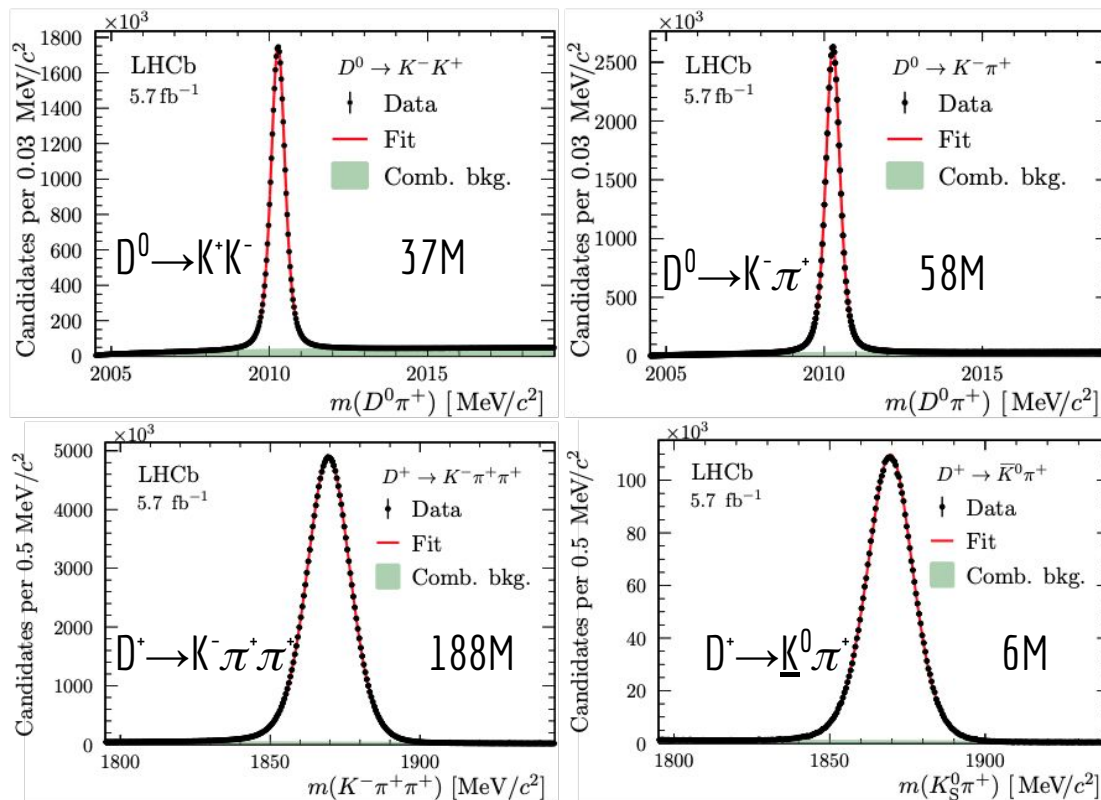 ×10³
Candidates per 0.03 MeV/c²
1800
1600
1400
1200
1000
800
600
400
200
0
LHCb
5.7 fb⁻¹
D⁰ → K⁻K⁺
Data
Fit
Comb. bkg.
D⁰→K⁺K⁻ 37M
2005 2010 2015
m(D⁰π⁺) [MeV/c²]
×10³
Candidates per 0.03 MeV/c²
2500
2000
1500
1000
500
0
LHCb
5.7 fb⁻¹
D⁰ → K⁻π⁺
Data
Fit
Comb. bkg.
D⁰→K⁻π⁺ 58M
2005 2010 2015
m(D⁰π⁺) [MeV/c²]
×10³
Candidates per 0.5 MeV/c²
5000
4000
3000
2000
1000
0
LHCb
5.7 fb⁻¹
D⁺ → K⁻π⁺π⁺
Data
Fit
Comb. bkg.
D⁺→K⁻π⁺π⁺ 188M
1800 1850 1900
m(K⁻π⁺π⁺) [MeV/c²]
×10³
Candidates per 0.5 MeV/c²
100
80
60
40
20
0
LHCb
5.7 fb⁻¹
D⁺ → K̅⁰π⁺
Data
Fit
Comb. bkg.
D⁺→K̲⁰π⁺ 6M
1800 1850 1900
m(K⁰_Sπ⁺) [MeV/c²]